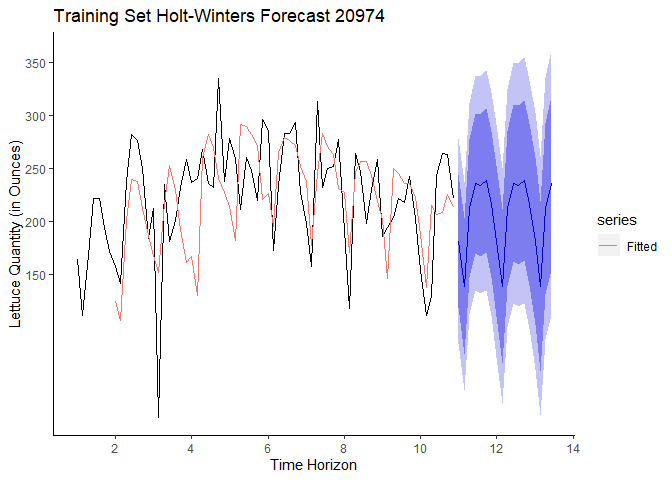 Training Set Holt-Winters Forecast 20974
Lettuce Quantity (in Ounces)
350
300
250
200
150
2 4 6 8 10 12 14
Time Horizon
series
Fitted